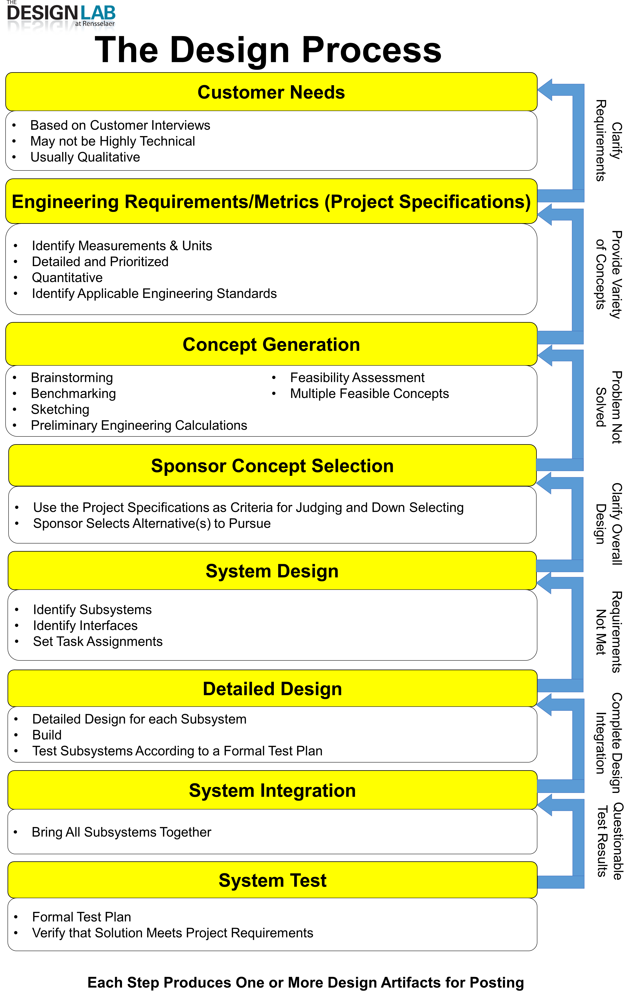 THE
DESIGN LAB
at Rensselaer
The Design Process
Customer Needs
• Based on Customer Interviews
• May not be Highly Technical
• Usually Qualitative
Clarify
Requirements
Engineering Requirements/Metrics (Project Specifications)
• Identify Measurements & Units
• Detailed and Prioritized
• Quantitative
• Identify Applicable Engineering Standards
Provide Variety
of Concepts
Concept Generation
• Brainstorming
• Benchmarking
• Sketching
• Preliminary Engineering Calculations
• Feasibility Assessment
• Multiple Feasible Concepts
Problem Not
Solved
Sponsor Concept Selection
• Use the Project Specifications as Criteria for Judging and Down Selecting
• Sponsor Selects Alternative(s) to Pursue
Clarify Overall
Design
System Design
• Identify Subsystems
• Identify Interfaces
• Set Task Assignments
Requirements
Not Met
Detailed Design
• Detailed Design for each Subsystem
• Build
• Test Subsystems According to a Formal Test Plan
Complete Design
Integration
System Integration
• Bring All Subsystems Together
Questionable
Test Results
System Test
• Formal Test Plan
• Verify that Solution Meets Project Requirements
Each Step Produces One or More Design Artifacts for Posting